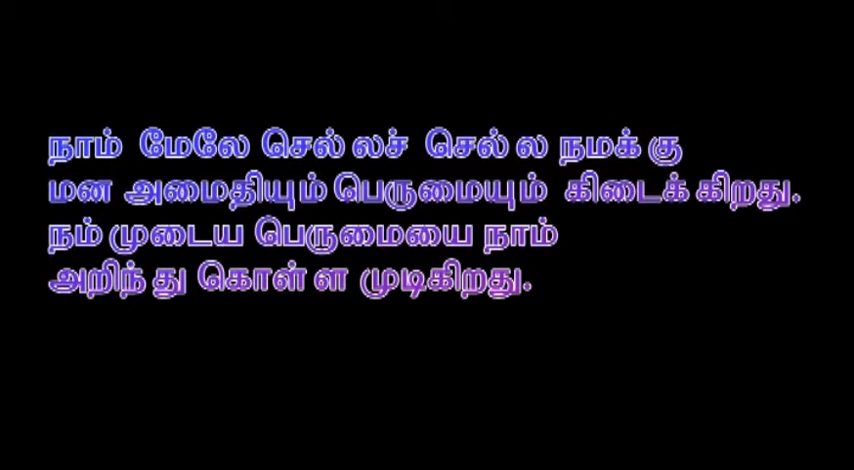 நாம் மேலே செல்லச் செல்ல நமக்கு
மன அமைதியும் பெருமையும் கிடைக்கிறது.
நம்முடைய பெருமையை நாம்
அறிந்து கொள்ள முடிகிறது.